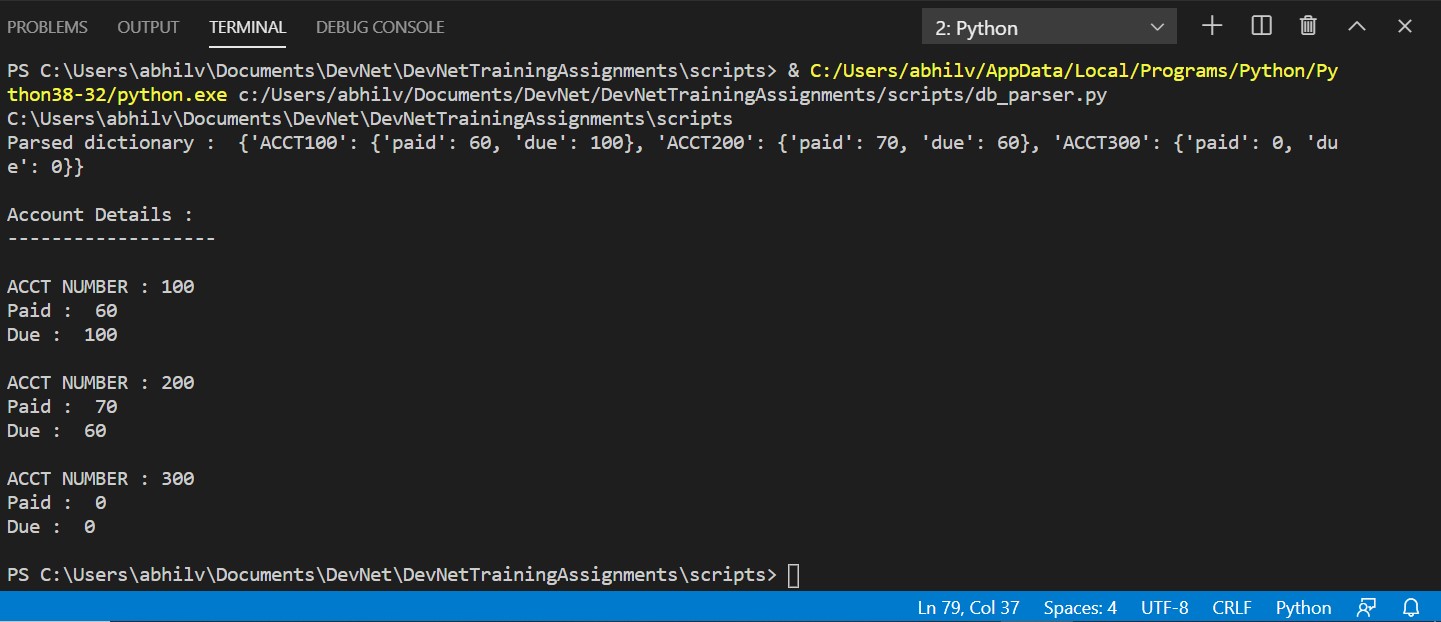 PROBLEMS OUTPUT TERMINAL DEBUG CONSOLE 2: Python
PS C:\Users\abhilv\Documents\DevNet\DevNetTrainingAssignments\scripts> & C:/Users/abhilv/AppData/Local/Programs/Python/Py
thon38-32/python.exe c:/Users/abhilv/Documents/DevNet/DevNetTrainingAssignments/scripts/db_parser.py
C:\Users\abhilv\Documents\DevNet\DevNetTrainingAssignments\scripts
Parsed dictionary :  {'ACCT100': {'paid': 60, 'due': 100}, 'ACCT200': {'paid': 70, 'due': 60}, 'ACCT300': {'paid': 0, 'du
e': 0}}
Account Details :
-------------------
ACCT NUMBER : 100
Paid :  60
Due :  100
ACCT NUMBER : 200
Paid :  70
Due :  60
ACCT NUMBER : 300
Paid :  0
Due :  0
PS C:\Users\abhilv\Documents\DevNet\DevNetTrainingAssignments\scripts>
Ln 79, Col 37 Spaces: 4 UTF-8 CRLF Python